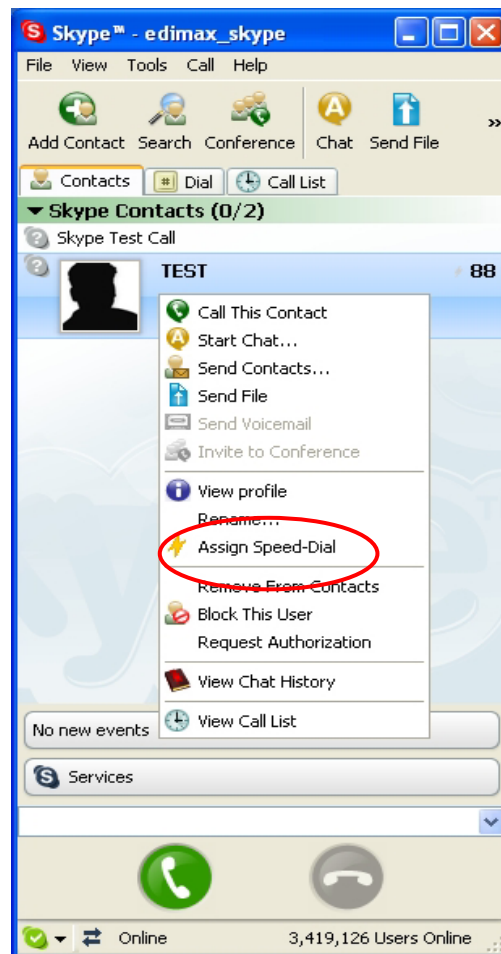 Skype™ - edimax_skype
File View Tools Call Help
Add Contact Search Conference Chat Send File »
Contacts # Dial Call List
Skype Contacts (0/2)
Skype Test Call
TEST 88
Call This Contact
Start Chat...
Send Contacts...
Send File
Send Voicemail
Invite to Conference
View profile
Rename...
Assign Speed-Dial
Remove From Contacts
Block This User
Request Authorization
View Chat History
View Call List
No new events
Services
Online 3,419,126 Users Online